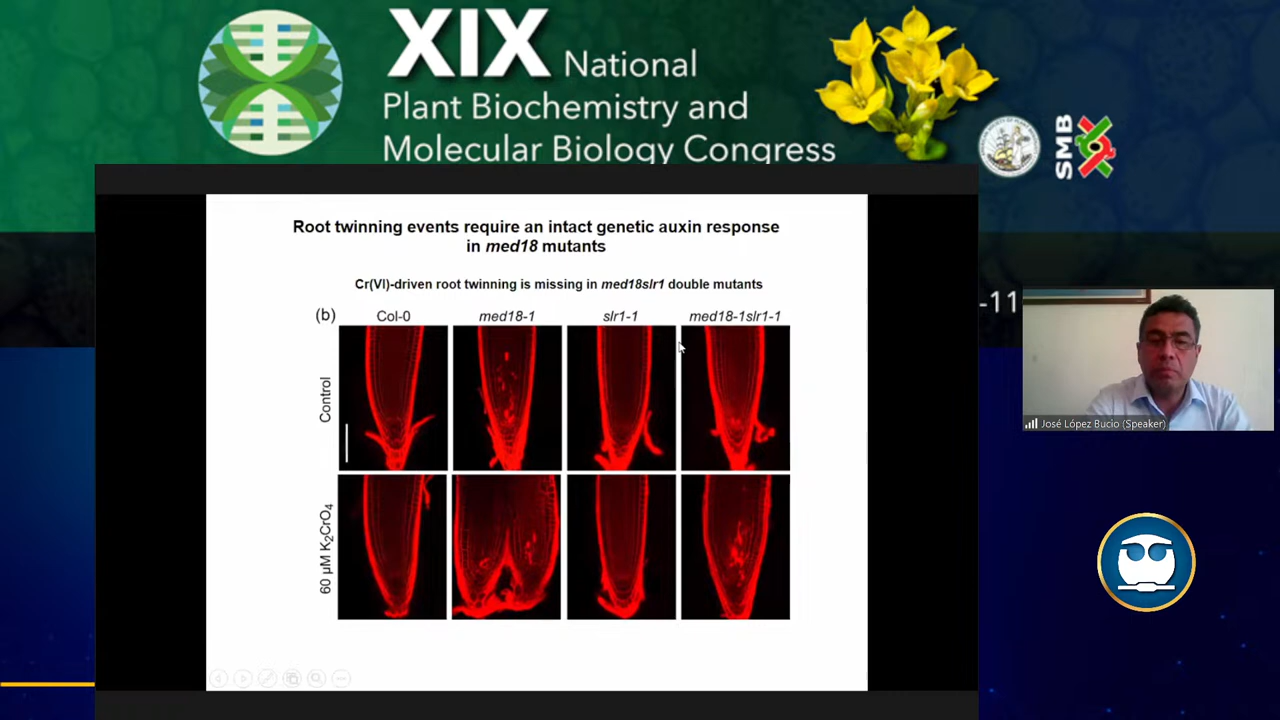 XIX National
Plant Biochemistry and
Molecular Biology Congress
SMB
Root twinning events require an intact genetic auxin response
in med18 mutants
Cr(VI)-driven root twinning is missing in med18slr1 double mutants
(b)
Col-0
med18-1
slr1-1
med18-1slr1-1
Control
60 µM K₂CrO₄
-11
José López Bucio (Speaker)